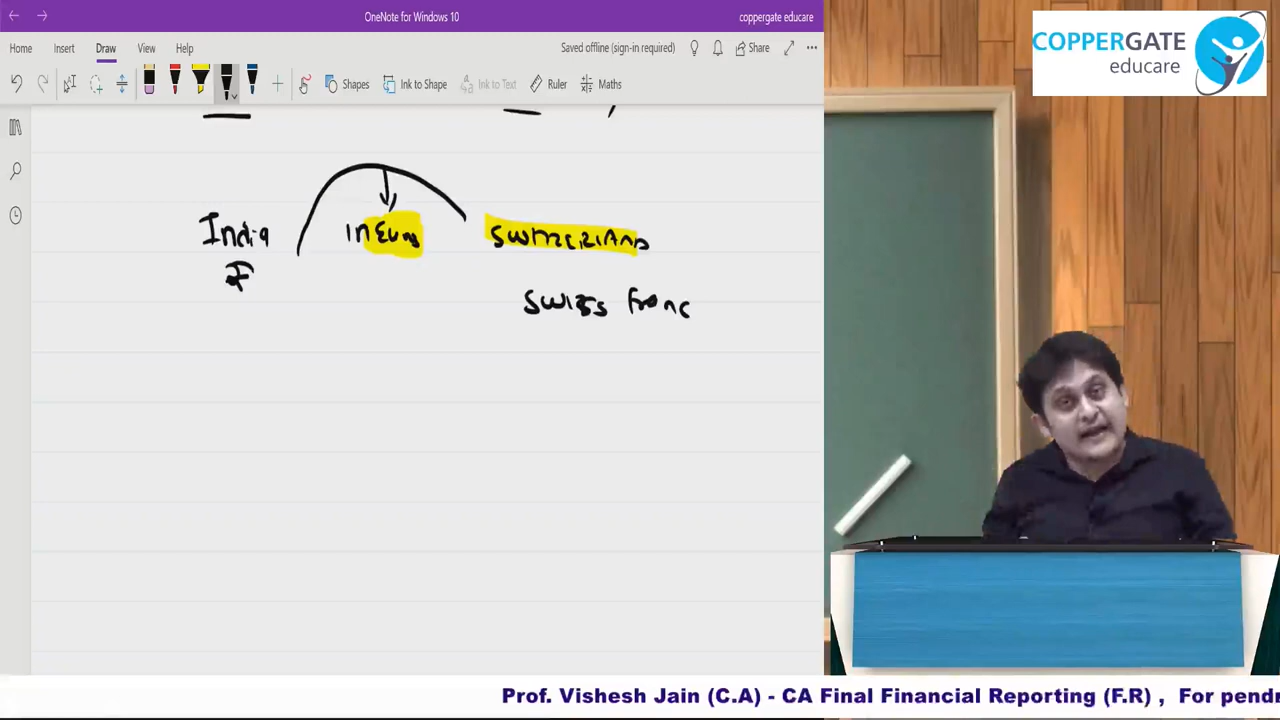 OneNote for Windows 10
coppergate educare
Home Insert Draw View Help
Saved offline (sign-in required)
Share
Shapes
Ink to Shape
Ink to Text
Ruler
Maths
COPPERGATE
educare
India
in Euro
SWITZERLAND
₹
Swiss Franc
Prof. Vishesh Jain (C.A) - CA Final Financial Reporting (F.R) , For pendr